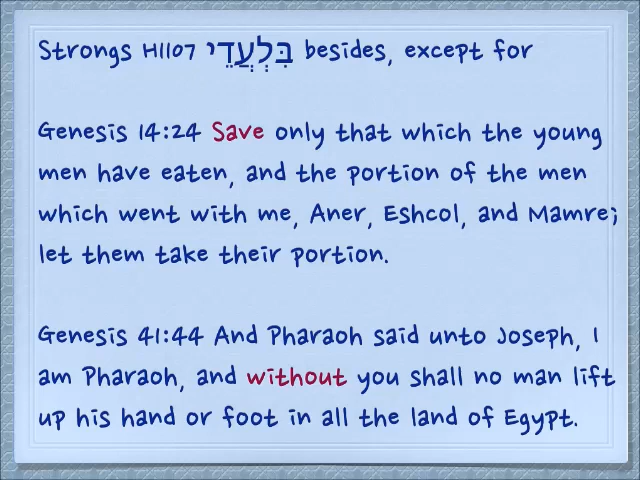 Strongs H1107 בִּלְעֲדֵי besides, except for
Genesis 14:24 Save only that which the young
men have eaten, and the portion of the men
which went with me, Aner, Eshcol, and Mamre;
let them take their portion.
Genesis 41:44 And Pharaoh said unto Joseph, I
am Pharaoh, and without you shall no man lift
up his hand or foot in all the land of Egypt.